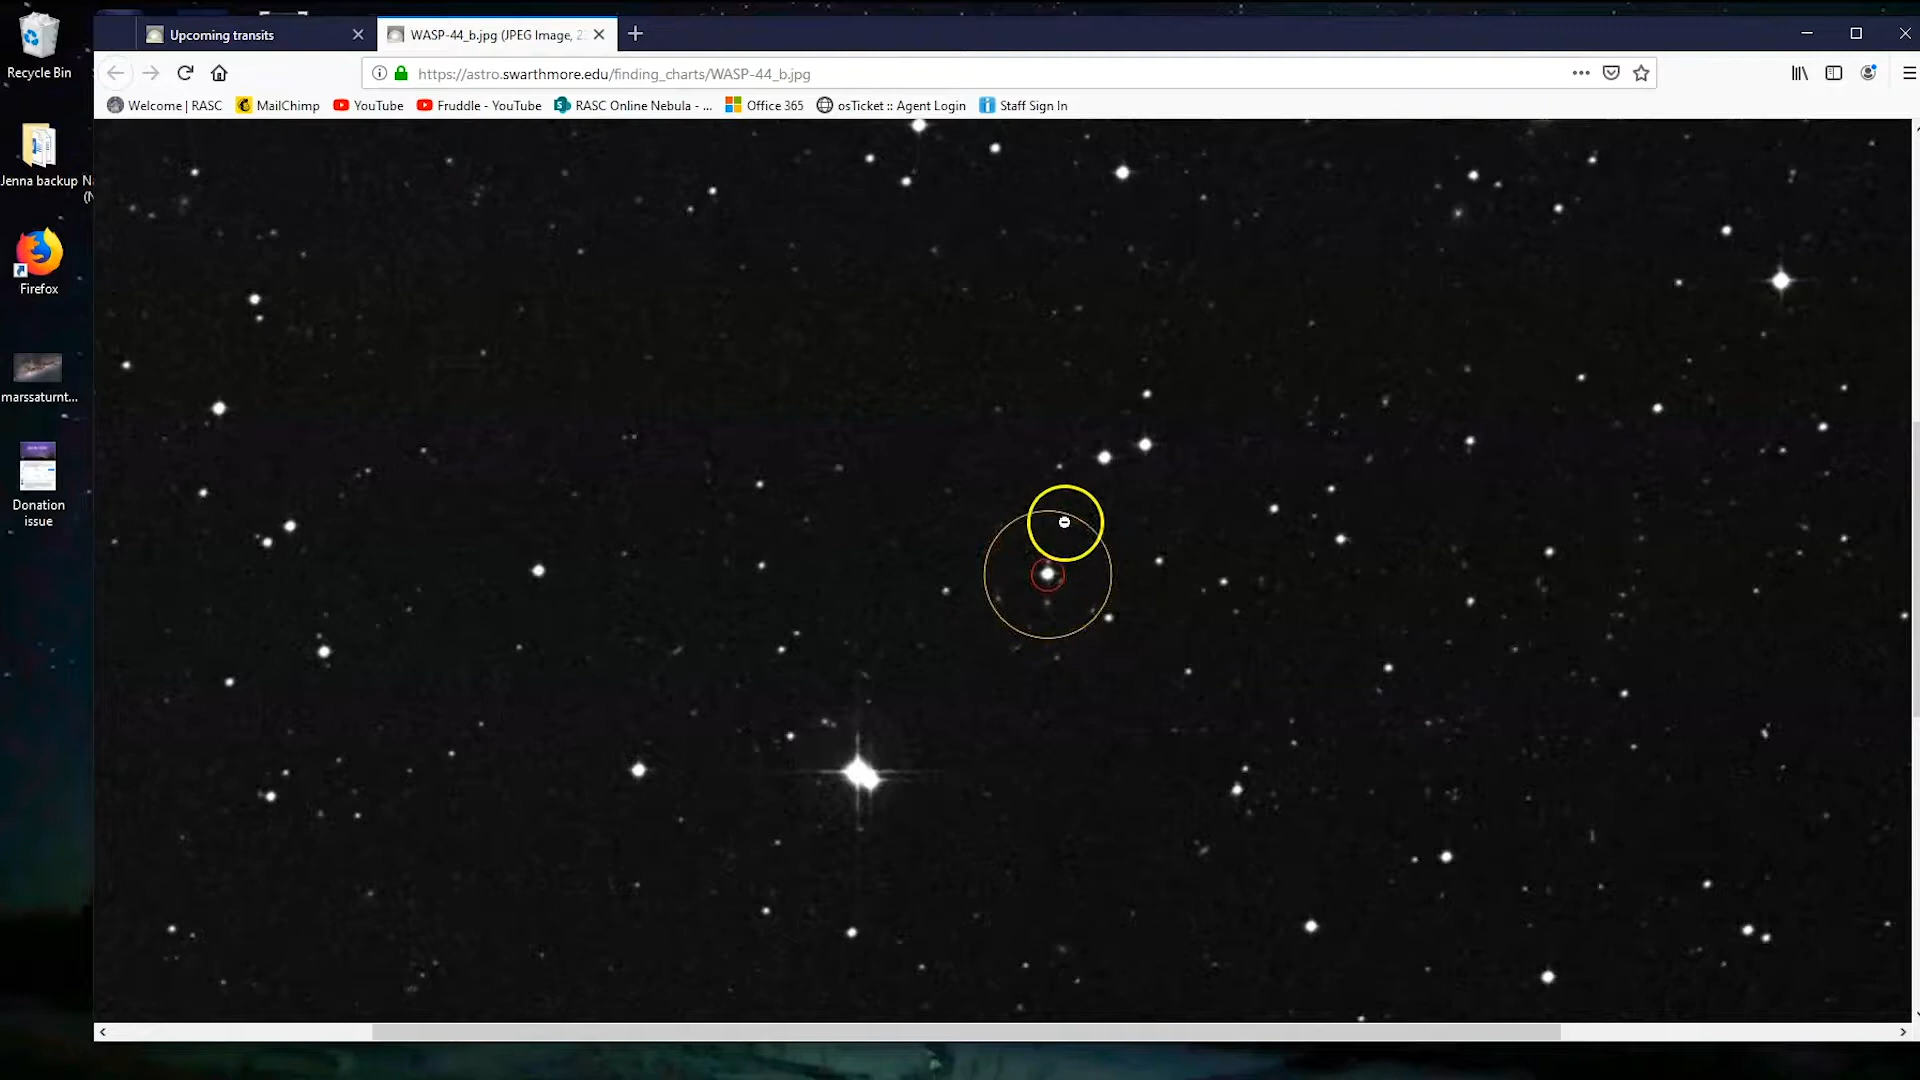 Upcoming transits
WASP-44_b.jpg (JPEG Image,
https://astro.swarthmore.edu/finding_charts/WASP-44_b.jpg
Welcome | RASC MailChimp YouTube Fruddle - YouTube RASC Online Nebula - ... Office 365 osTicket :: Agent Login Staff Sign In
Recycle Bin
Jenna backup
Firefox
marssaturnt...
Donation
issue